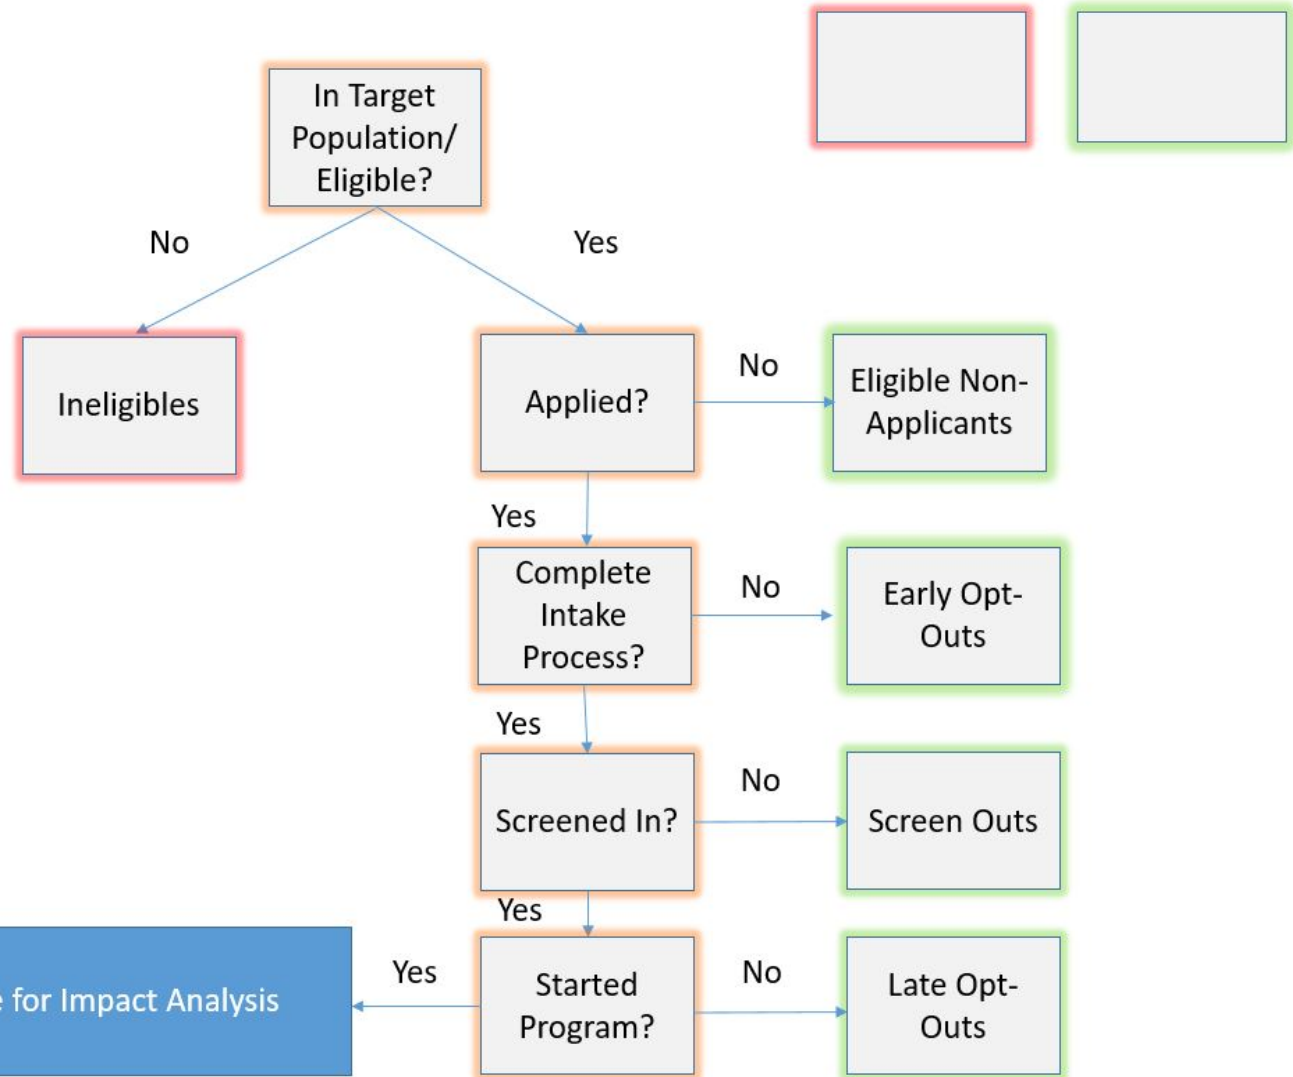 In Target
Population/
Eligible?
No
Yes
Ineligibles
Applied?
No
Eligible Non-
Applicants
Yes
Complete
Intake
Process?
No
Early Opt-
Outs
Yes
Screened In?
No
Screen Outs
Yes
for Impact Analysis
Yes
Started
Program?
No
Late Opt-
Outs